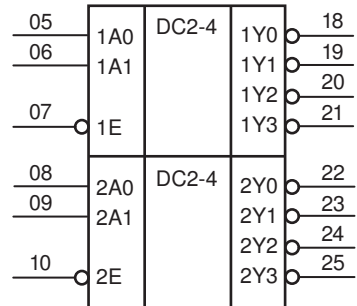 05 1A0 DC2-4 1Y0 18
06 1A1 1Y1 19
1Y2 20
07 1E 1Y3 21
08 2A0 DC2-4 2Y0 22
09 2A1 2Y1 23
2Y2 24
10 2E 2Y3 25